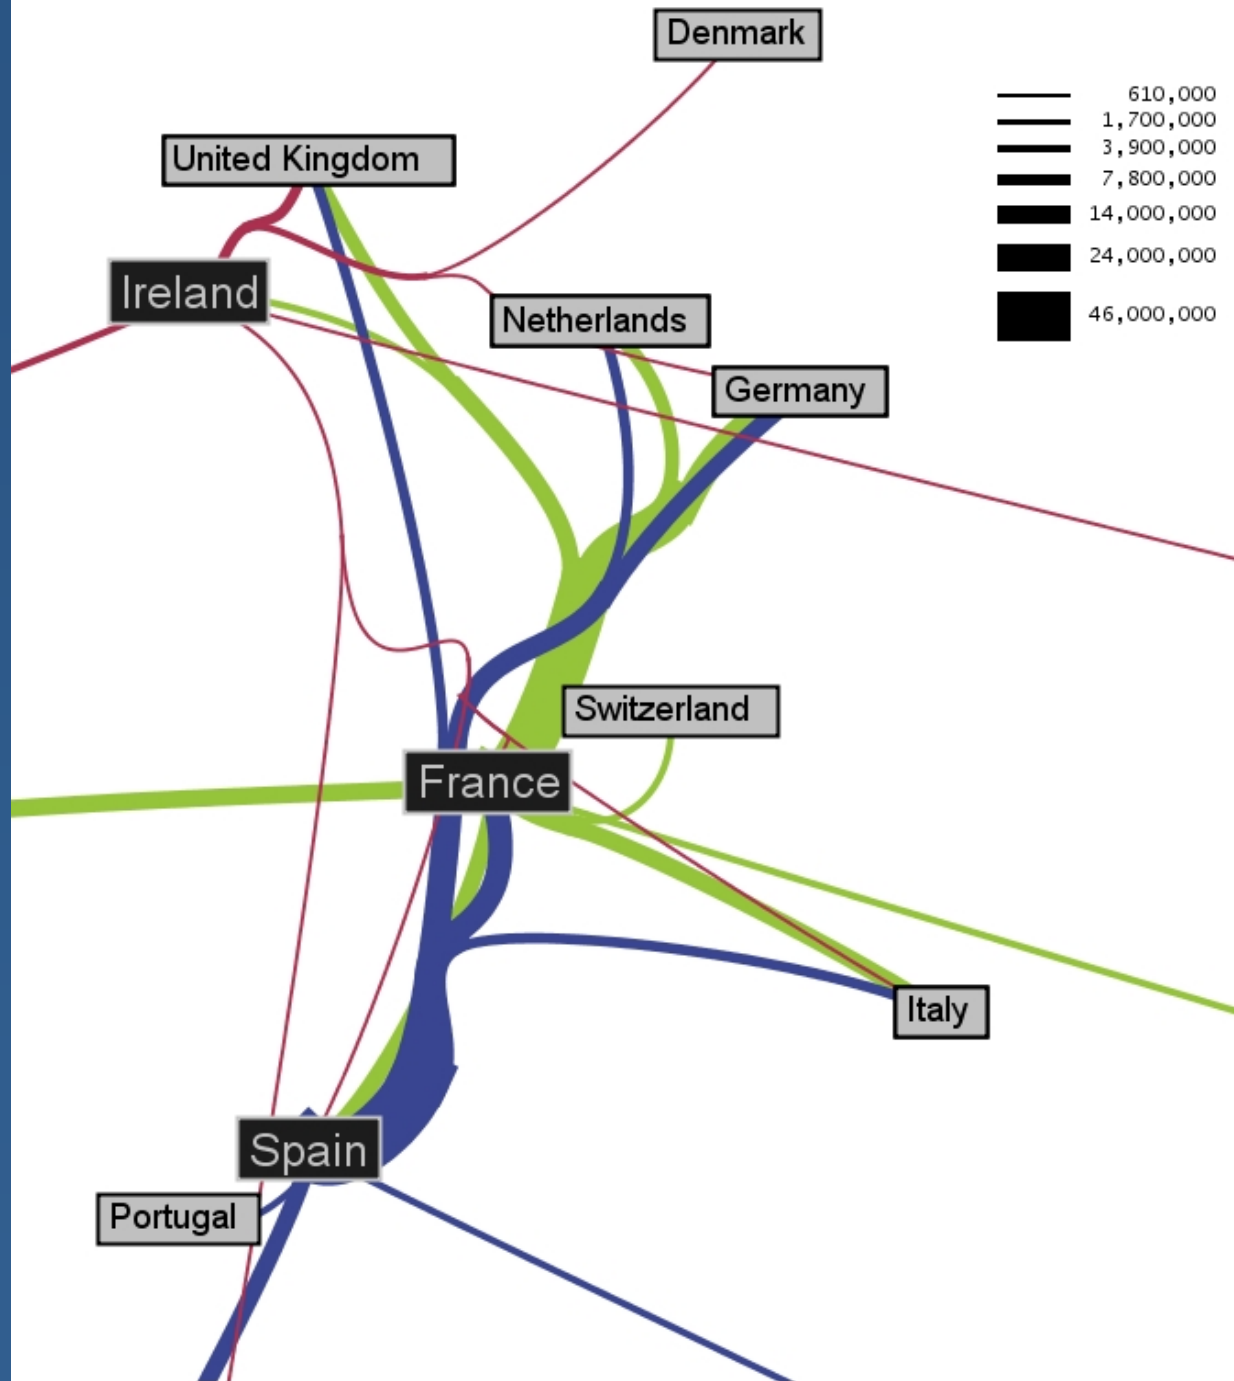 Denmark
610,000
1,700,000
3,900,000
7,800,000
14,000,000
24,000,000
46,000,000
United Kingdom
Ireland
Netherlands
Germany
Switzerland
France
Italy
Spain
Portugal